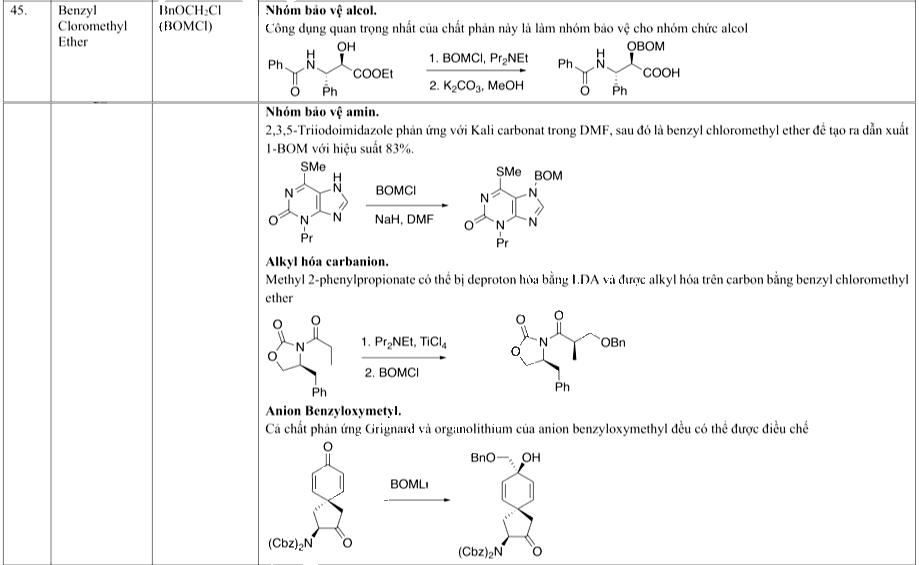 45.
Benzyl
Cloromethyl
Ether
BnOCH₂Cl
(BOMCl)
Nhóm bảo vệ alcol.
Công dụng quan trọng nhất của chất phản này là làm nhóm bảo vệ cho nhóm chức alcol
Ph H N O Ph OH COOEt
1. BOMCl, Pr₂NEt
2. K₂CO₃, MeOH
Ph H N O Ph OBOM COOH
Nhóm bảo vệ amin.
2,3,5-Triiodoimidazole phản ứng với Kali carbonat trong DMF, sau đó là benzyl chloromethyl ether để tạo ra dẫn xuất
1-BOM với hiệu suất 83%.
SMe H N N O N N Pr
BOMCl
NaH, DMF
SMe BOM N N O N N Pr
Alkyl hóa carbanion.
Methyl 2-phenylpropionate có thể bị deproton hóa bằng LDA và được alkyl hóa trên carbon bằng benzyl chloromethyl
ether
O O N O Ph
1. Pr₂NEt, TiCl₄
2. BOMCl
O O N O OBn Ph
Anion Benzyloxymetyl.
Cả chất phản ứng Grignard và organolithium của anion benzyloxymethyl đều có thể được điều chế
O (Cbz)₂N O
BOMLi
BnO OH (Cbz)₂N O